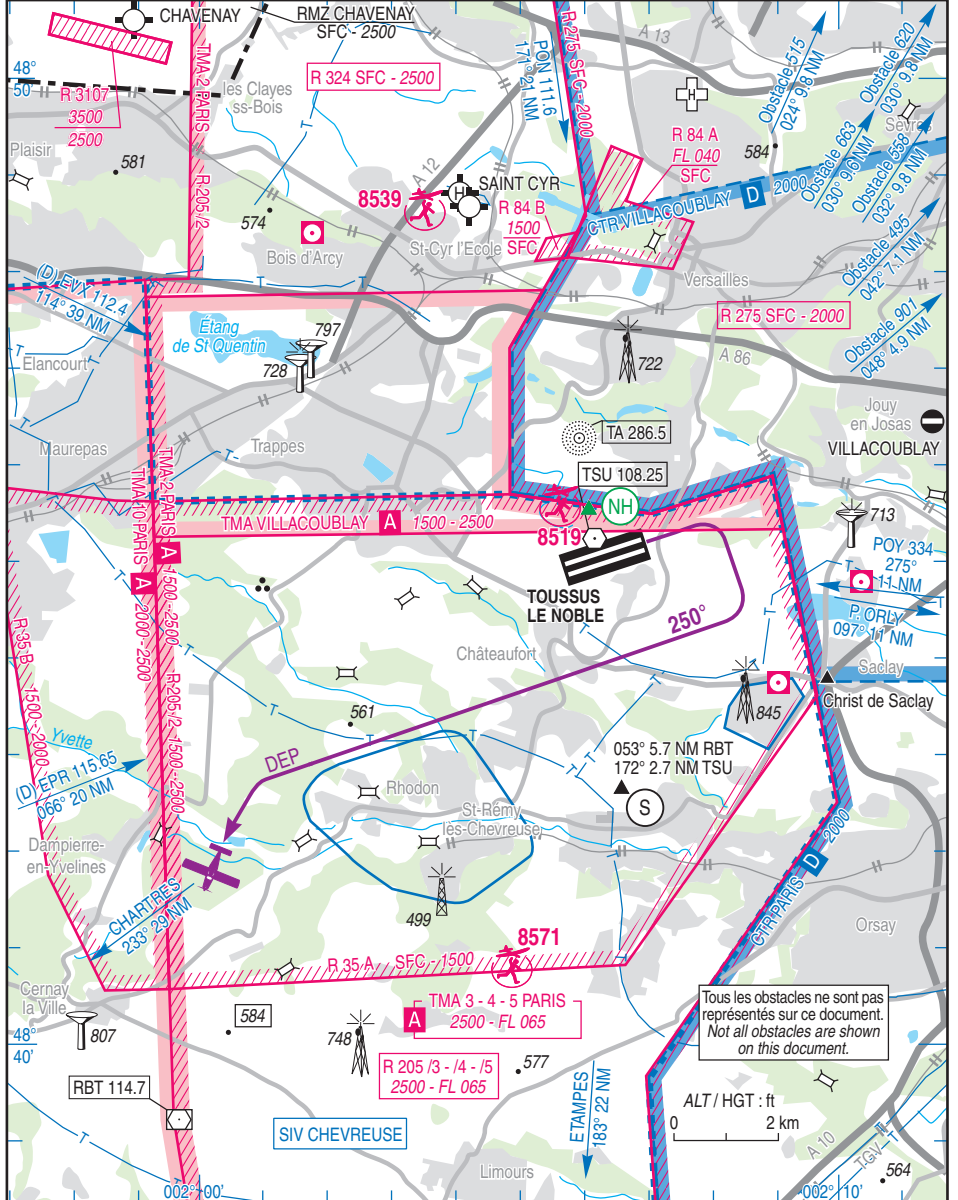 CHAVENAY
RMZ CHAVENAY
SFC - 2500
48°
50'
R 3107
3500
2500
TMA 2 PARIS
R 205 /2
les Clayes
ss-Bois
R 324 SFC - 2500
PON 111.6
171° 21 NM
R 275 SFC - 2000
A 13
Obstacle 515
024° 9.8 NM
Obstacle 620
039° 9.8 NM
Sèvres
Plaisir
581
A 12
R 84 A
FL 040
SFC
584
Obstacle 663
030° 9.6 NM
Obstacle 558
032° 9.8 NM
574
8539
H
SAINT CYR
R 84 B
1500
SFC
CTR VILLACOUBLAY D 2000
Bois d'Arcy
St-Cyr l'Ecole
Versailles
Obstacle 495
042° 7.1 NM
(D) EVX 112.4
114° 39 NM
R 275 SFC - 2000
Étang
de St Quentin
797
728
722
A 86
Obstacle 901
048° 4.9 NM
Elancourt
Jouy
en Josas
VILLACOUBLAY
Maurepas
Trappes
TA 286.5
TSU 108.25
NH
TMA VILLACOUBLAY A 1500 - 2500
8519
713
TMA 10 PARIS A 2000-2500
TMA 2 PARIS A 1500 -2500
R 205 /2 1500 -2500
POY 334
275°
11 NM
P. ORLY
097° 11 NM
TOUSSUS
LE NOBLE
250°
R 35 B 1500 - 2000
Châteaufort
Saclay
Christ de Saclay
561
845
Yvette
DEP
053° 5.7 NM RBT
172° 2.7 NM TSU
S
(D) EPR 115.65
066° 20 NM
Rhodon
St-Rémy
lès-Chevreuse
Dampierre-
en-Yvelines
CHARTRES
233° 29 NM
499
CTR PARIS D 2000
Orsay
8571
R 35 A SFC -1500
Cernay
la Ville
807
584
748
A
TMA 3 - 4 - 5 PARIS
2500 - FL 065
Tous les obstacles ne sont pas
représentés sur ce document.
Not all obstacles are shown
on this document.
48°
40'
R 205 /3 - /4 - /5
2500 - FL 065
577
RBT 114.7
SIV CHEVREUSE
ETAMPES
183° 22 NM
ALT / HGT : ft
0 2 km
A 10
T.G.V.
564
Limours
002° 00'
002° 10'